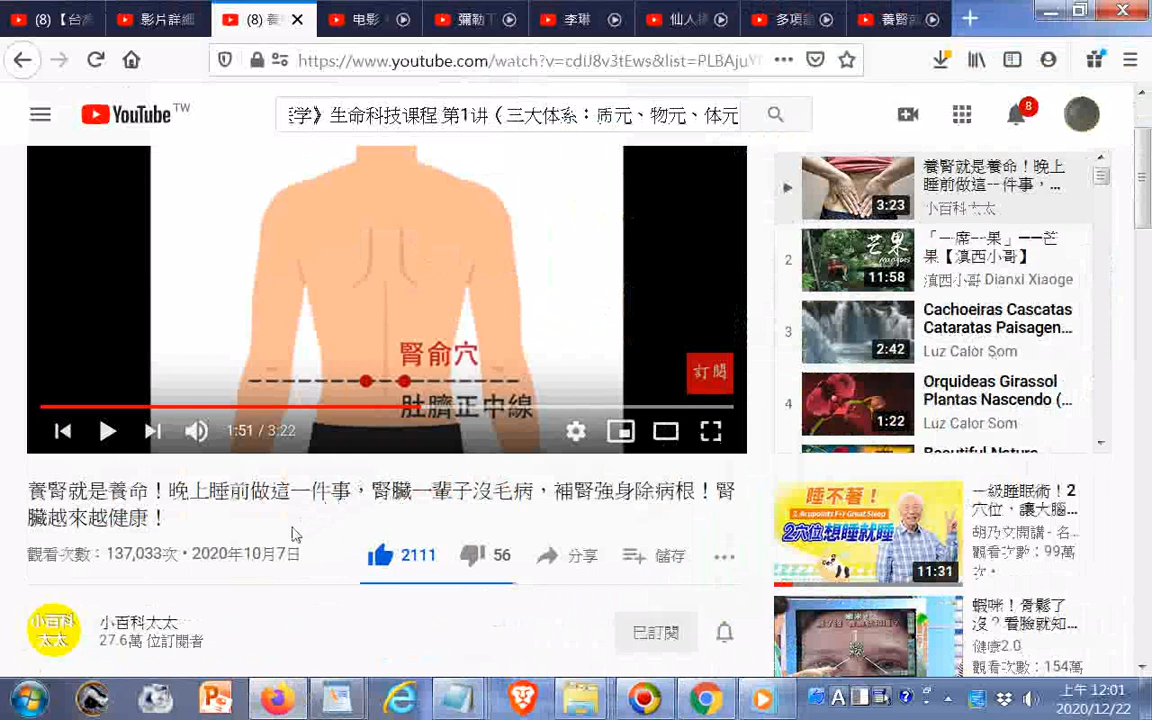 (8)【台灣
影片詳細
(8) 養
电影
彌勒
李琳
仙人
多項
養腎
https://www.youtube.com/watch?v=cdiJ8v3tEws&list=PLBAju
YouTube TW
生命科技课程 第1讲（三大体系：质元、物元、体元
8
腎俞穴
肚臍正中線
訂閱
1:51 / 3:22
養腎就是養命！晚上睡前做這一件事，腎臟一輩子沒毛病，補腎強身除病根！腎
臟越來越健康！
觀看次數：137,033次 • 2020年10月7日
2111
56
分享
儲存
小百科太太
小百科
太太
27.6萬 位訂閱者
已訂閱
3:23
養腎就是養命！晚上
睡前做這一件事，...
小百科太太
2
芒果
mangoes
11:58
「一席一果」——芒
果【滇西小哥】
滇西小哥 Dianxi Xiaoge
3
2:42
Cachoeiras Cascatas
Cataratas Paisagen...
Luz Calor Som
4
1:22
Orquideas Girassol
Plantas Nascendo (...
Luz Calor Som
Beautiful Nature
睡不著！
2 Acupoints For Great Sleep
2穴位想睡就睡
11:31
一級睡眠術！2
穴位，讓大腦...
胡乃文開講 - 名...
觀看次數：99萬
次 •
蝦咪！骨鬆了
沒？看臉就知...
健康2.0
觀看次數：154萬
上午 12:01
2020/12/22